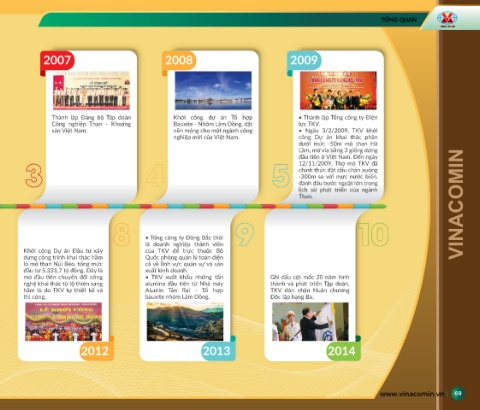 TỔNG QUAN
2007
2008
2009
Thành lập Đảng bộ Tập đoàn
Công nghiệp Than - Khoáng
sản Việt Nam.
Khởi công dự án Tổ hợp
Bauxite - Nhôm Lâm Đồng, đặt
nền móng cho một ngành công
nghiệp mới của Việt Nam.
• Thành lập Tổng công ty Điện
lực TKV.
• Ngày 3/2/2009, TKV khởi
công Dự án khai thác phần
dưới mức -50m mỏ than Hà
Lầm, mở vỉa bằng 2 giếng đứng
đầu tiên ở Việt Nam. Đến ngày
12/11/2009, Thợ mỏ TKV đã
chính thức đặt dấu chân xuống
-300m so với mực nước biển,
đánh dấu bước ngoặt lớn trong
lịch sử phát triển của ngành
Than.
3
4
5
VINACOMIN
8
9
10
Khởi công Dự án Đầu tư xây
dựng công trình khai thác hầm
lò mỏ than Núi Béo, tổng mức
đầu tư 5.331,7 tỷ đồng. Đây là
mỏ đầu tiên chuyển đổi công
nghệ khai thác từ lộ thiên sang
hầm lò do TKV tự thiết kế và
thi công.
• Tổng công ty Đông Bắc thôi
là doanh nghiệp thành viên
của TKV để trực thuộc Bộ
Quốc phòng quản lý toàn diện
cả về lĩnh vực quân sự và sản
xuất kinh doanh.
• TKV xuất khẩu những tấn
alumina đầu tiên từ Nhà máy
Alumin Tân Rai - Tổ hợp
bauxite nhôm Lâm Đồng.
Ghi dấu cột mốc 20 năm hình
thành và phát triển Tập đoàn,
TKV đón nhận Huân chương
Độc lập hạng Ba.
LỄ KHỞI CÔNG
2012
2013
2014
www.vinacomin.vn
03